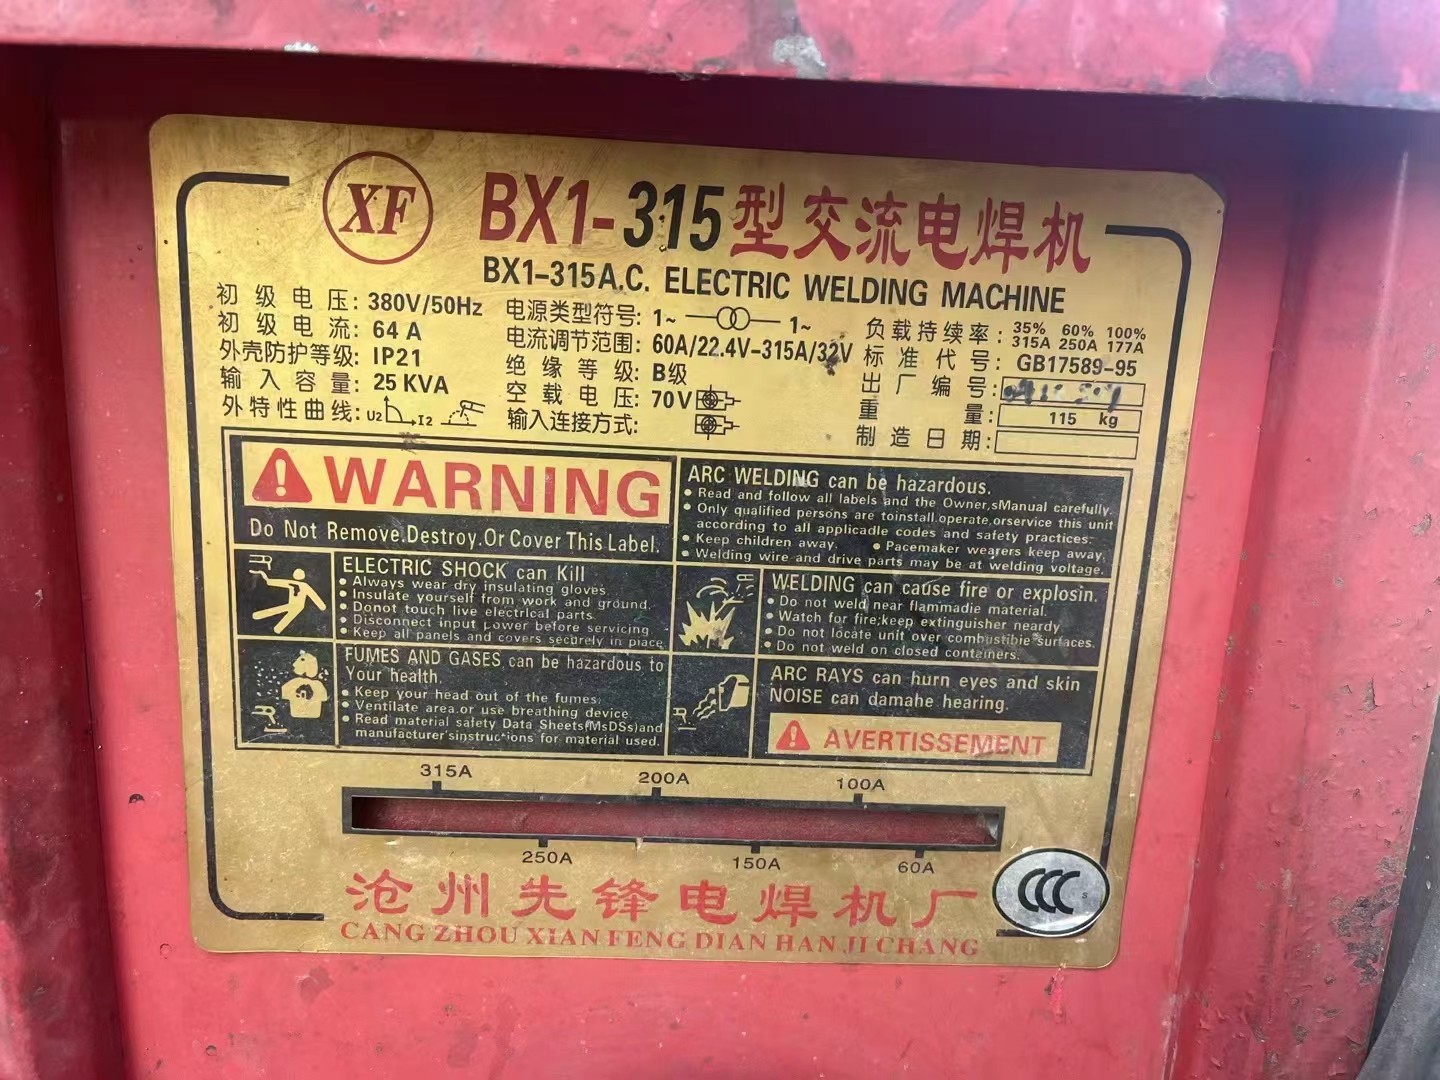 XF
BX1-315型交流电焊机
BX1-315A.C. ELECTRIC WELDING MACHINE
初级电压: 380V/50Hz
初级电流: 64A
外壳防护等级: IP21
输入容量: 25KVA
外特性曲线: U2 I2
电源类型符号: 1~ 1~
电流调节范围: 60A/22.4V-315A/32V
绝缘等级: B级
空载电压: 70V
输入连接方式:
负载持续率: 35% 60% 100%
315A 250A 177A
标准代号: GB17589-95
出厂编号:
重量: 115 kg
制造日期:
WARNING
Do Not Remove.Destroy.Or Cover This Label.
ARC WELDING can be hazardous.
• Read and follow all labels and the Owner,sManual carefully.
• Only qualified persons are toinstall.operate,orservice this unit
according to all applicadle codes and safety practices:
• Keep children away. • Pacemaker wearers keep away.
• Welding wire and drive parts may be at welding voltage.
ELECTRIC SHOCK can Kill
• Always wear dry insulating gloves.
• Insulate yourself from work and ground.
• Donot touch live electrlcal parts.
• Disconnect input power before servicing
• Keep all panels and covers securely in place
WELDING can cause fire or explosin.
• Do not weld near flammadie material.
• Watch for fire;keep extinguisher neardy
• Do not locate unit over combustibie surfaces.
• Do not weld on closed containers.
FUMES AND GASES can be hazardous to
Your health.
• Keep your head out of the fumes.
• Ventilate area.or use breathing device.
• Read material safety Data Sheets(MsDSs)and
manufacturer'sinstruc'ions for material used.
ARC RAYS can hurn eyes and skin
NOISE can damahe hearing.
AVERTISSEMENT
315A 200A 100A
250A 150A 60A
沧州先锋电焊机厂
CANG ZHOU XIAN FENG DIAN HAN JI CHANG
CCC S